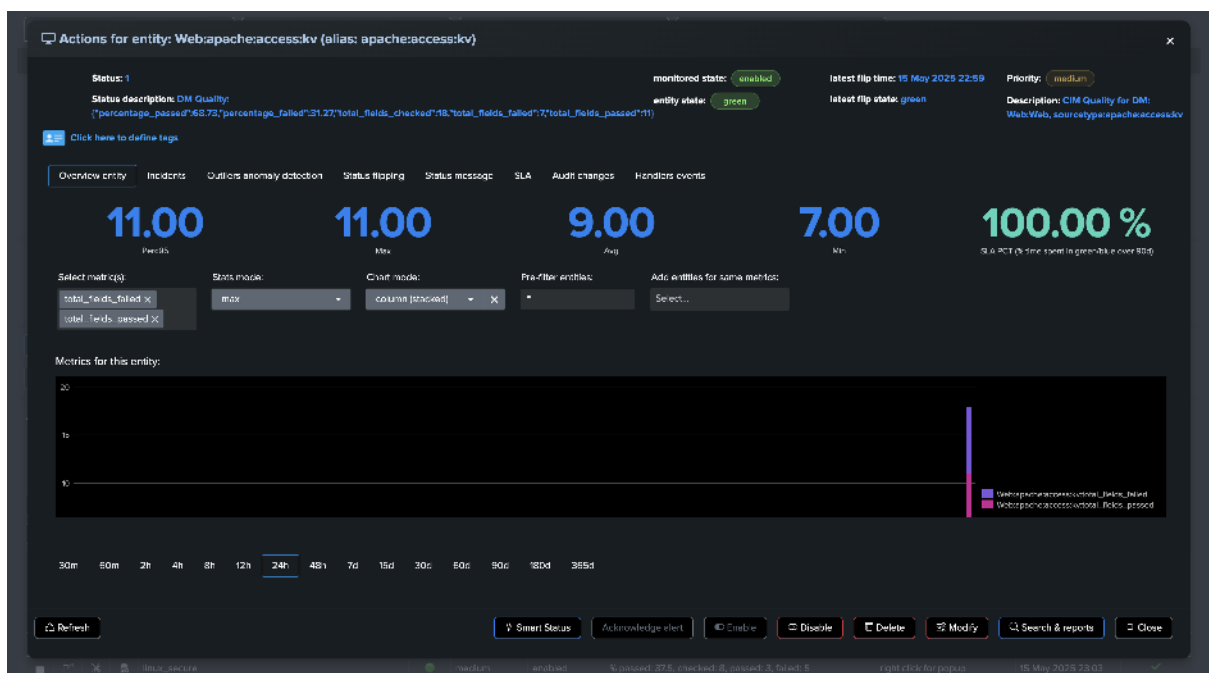 Actions for entity: Web:apache:access:kv (alias: apache:access:kv)
×
Status: 1
monitored state: enabled
latest flip time: 15 May 2025 22:59
Priority: medium
Status description: DM Quality:
{"percentage_passed":68.73,"percentage_failed":31.27,"total_fields_checked":18,"total_fields_failed":7,"total_fields_passed":11}
entity state: green
latest flip state: green
Description: CIM Quality for DM:
Web:Web, sourcetype:apache:access:kv
Click here to define tags
Overview entity Incidents Outliers anomaly detection Status flipping Status message SLA Audit changes Handlers events
11.00 11.00 9.00 7.00 100.00 %
Perc95 Max Avg Min SLA PCT (% time spent in green/blue over 90d)
Select metric(s): Stats mode: Chart mode: Pre-filter entities: Add entities for same metrics:
total_fields_failed × max column (stacked) × * Select...
total_fields_passed ×
Metrics for this entity:
20
15
10
Web:apache:access:kv:total_fields_failed
Web:apache:access:kv:total_fields_passed
30m 60m 2h 4h 8h 12h 24h 48h 7d 15d 30d 60d 90d 180d 365d
Refresh Smart Status Acknowledge alert Enable Disable Delete Modify Search & reports Close
linux_secure medium enabled % passed: 37.5, checked: 8, passed: 3, failed: 5 right click for popup 15 May 2025 23:03